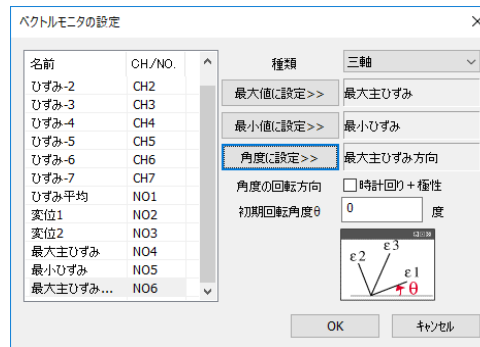 ベクトルモニタの設定
名前 CH./NO.
ひずみ-2 CH2
ひずみ-3 CH3
ひずみ-4 CH4
ひずみ-5 CH5
ひずみ-6 CH6
ひずみ-7 CH7
ひずみ平均 NO1
変位1 NO2
変位2 NO3
最大主ひずみ NO4
最小ひずみ NO5
最大主ひずみ... NO6
種類 三軸
最大値に設定>> 最大主ひずみ
最小値に設定>> 最小ひずみ
角度に設定>> 最大主ひずみ方向
角度の回転方向 時計回り+極性
初期回転角度θ 0 度
ε2 ε3
ε1
θ
OK キャンセル